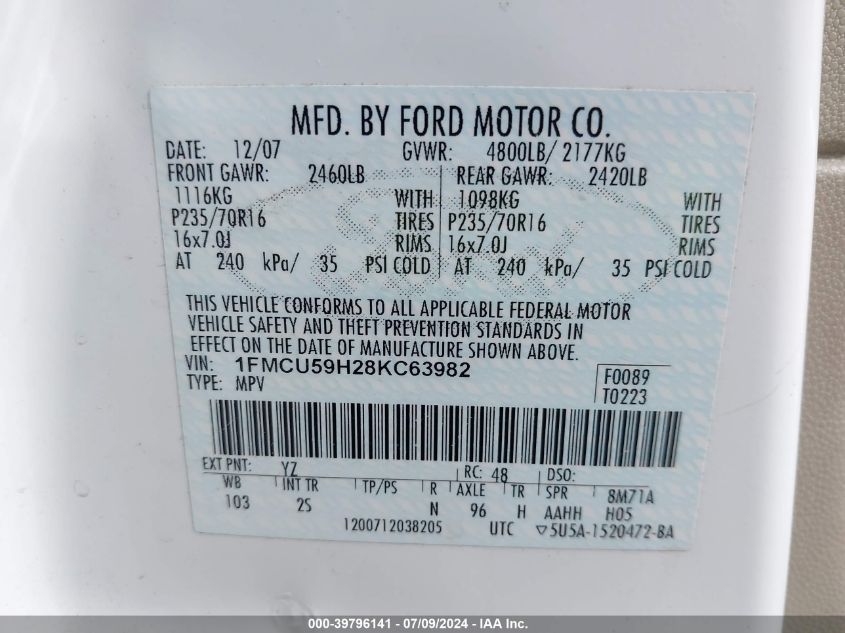 MFD. BY FORD MOTOR CO.
DATE: 12/07 GVWR: 4800LB/ 2177KG
FRONT GAWR: 2460LB REAR GAWR: 2420LB
1116KG WITH 1098KG WITH
P235/70R16 TIRES P235/70R16 TIRES
16x7.0J RIMS 16x7.0J RIMS
AT 240 kPa/ 35 PSI COLD AT 240 kPa/ 35 PSI COLD
THIS VEHICLE CONFORMS TO ALL APPLICABLE FEDERAL MOTOR
VEHICLE SAFETY AND THEFT PREVENTION STANDARDS IN
EFFECT ON THE DATE OF MANUFACTURE SHOWN ABOVE.
VIN: 1FMCU59H28KC63982 F0089
TYPE: MPV T0223
EXT PNT: YZ RC: 48 DSO:
WB INT TR TP/PS R AXLE TR SPR 8M71A
103 2S N 96 H AAHH H05
1200712038205 UTC ▽5U5A-1520472-BA
000-39796141 - 07/09/2024 - IAA Inc.